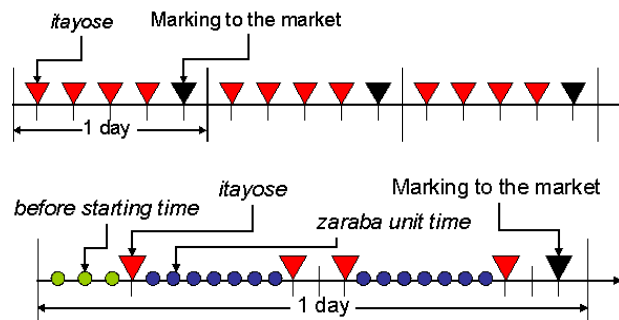 itayose
Marking to the market
1 day
itayose
Marking to the market
before starting time
zaraba unit time
1 day